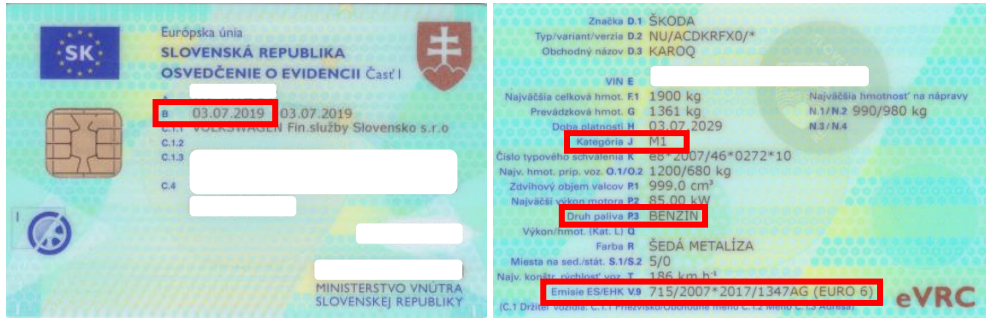 SK
Európska únia
SLOVENSKÁ REPUBLIKA
OSVEDČENIE O EVIDENCII Časť I
A
B 03.07.2019 03.07.2019
C.1.1 VOLKSWAGEN Fin.služby Slovensko s.r.o
C.1.2
C.1.3
C.4
I
MINISTERSTVO VNÚTRA
SLOVENSKEJ REPUBLIKY
Značka D.1 ŠKODA
Typ/variant/verzia D.2 NU/ACDKRFX0/*
Obchodný názov D.3 KAROQ
VIN E
Najväčšia celková hmot. F.1 1900 kg Najväčšia hmotnosť na nápravy
Prevádzková hmot. G 1361 kg N.1/N.2 990/980 kg
Doba platnosti H 03.07.2029 N.3/N.4
Kategória J M1
Číslo typového schválenia K e8*2007/46*0272*10
Najv. hmot. príp. voz. O.1/O.2 1200/680 kg
Zdvihový objem valcov P.1 999.0 cm³
Najväčší výkon motora P.2 85.00 kW
Druh paliva P.3 BENZÍN
Výkon/hmot. (Kat. L) Q
Farba R ŠEDÁ METALÍZA
Miesta na sed./stát. S.1/S.2 5/0
Najv. konštr. rýchlosť voz. T 186 km h⁻¹
Emisie ES/EHK V.9 715/2007*2017/1347AG (EURO 6)
eVRC